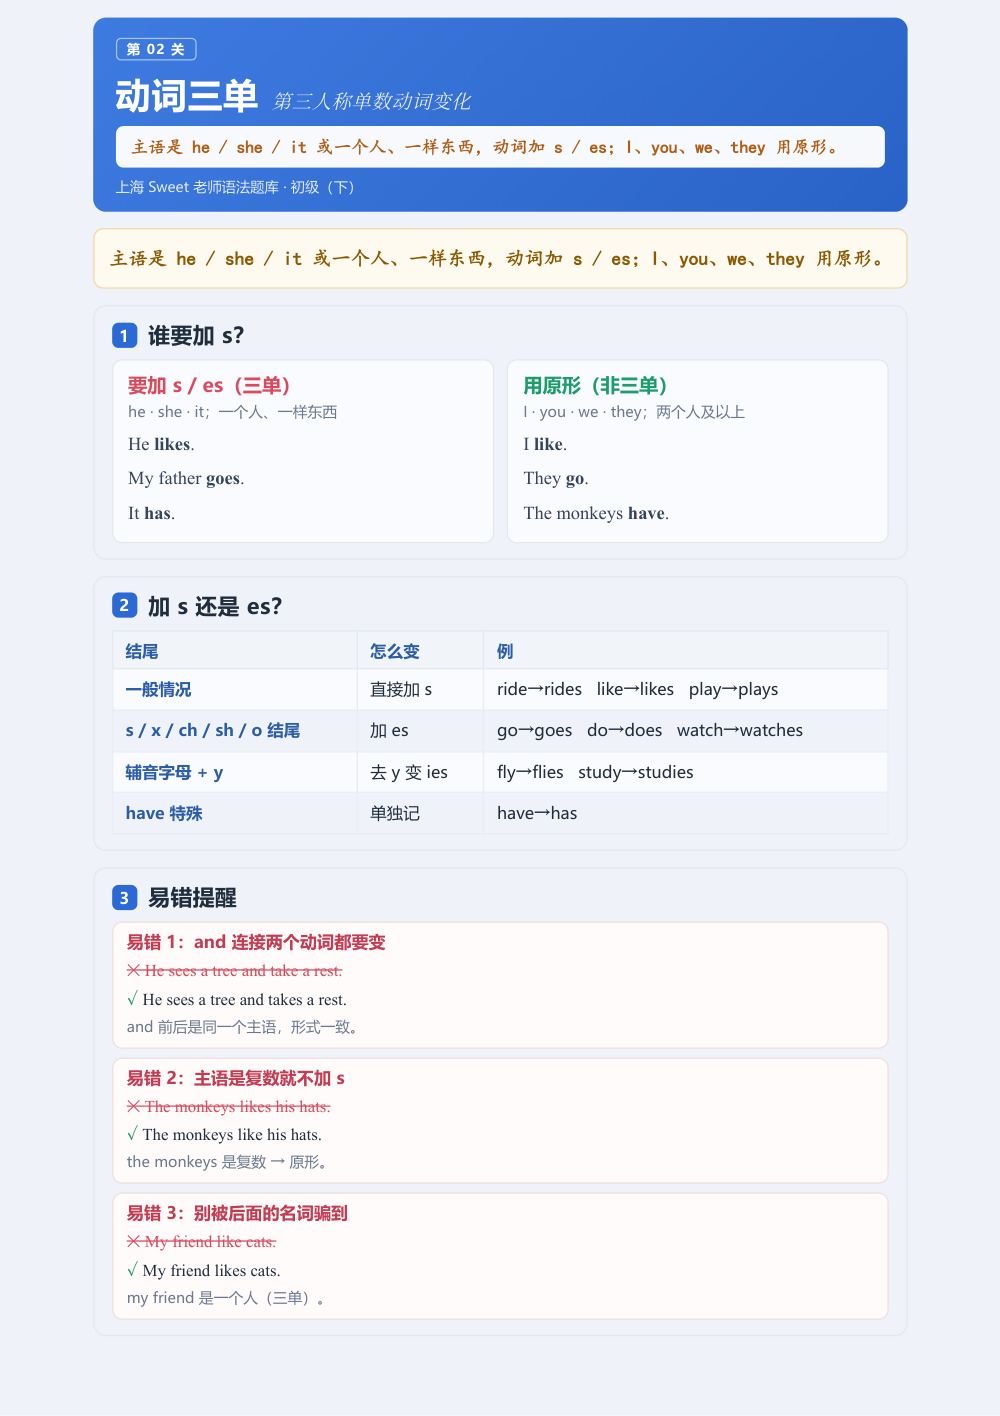 第 02 关
动词三单 第三人称单数动词变化
主语是 he / she / it 或一个人、一样东西，动词加 s / es；I、you、we、they 用原形。
上海 Sweet 老师语法题库 · 初级（下）
主语是 he / she / it 或一个人、一样东西，动词加 s / es；I、you、we、they 用原形。
1 谁要加 s？
要加 s / es（三单）
he · she · it；一个人、一样东西
He likes.
My father goes.
It has.
用原形（非三单）
I · you · we · they；两个人及以上
I like.
They go.
The monkeys have.
2 加 s 还是 es？
结尾 怎么变 例
一般情况 直接加 s ride→rides like→likes play→plays
s / x / ch / sh / o 结尾 加 es go→goes do→does watch→watches
辅音字母 + y 去 y 变 ies fly→flies study→studies
have 特殊 单独记 have→has
3 易错提醒
易错 1：and 连接两个动词都要变
✕ He sees a tree and take a rest.
✓ He sees a tree and takes a rest.
and 前后是同一个主语，形式一致。
易错 2：主语是复数就不加 s
✕ The monkeys likes his hats.
✓ The monkeys like his hats.
the monkeys 是复数 → 原形。
易错 3：别被后面的名词骗到
✕ My friend like cats.
✓ My friend likes cats.
my friend 是一个人（三单）。